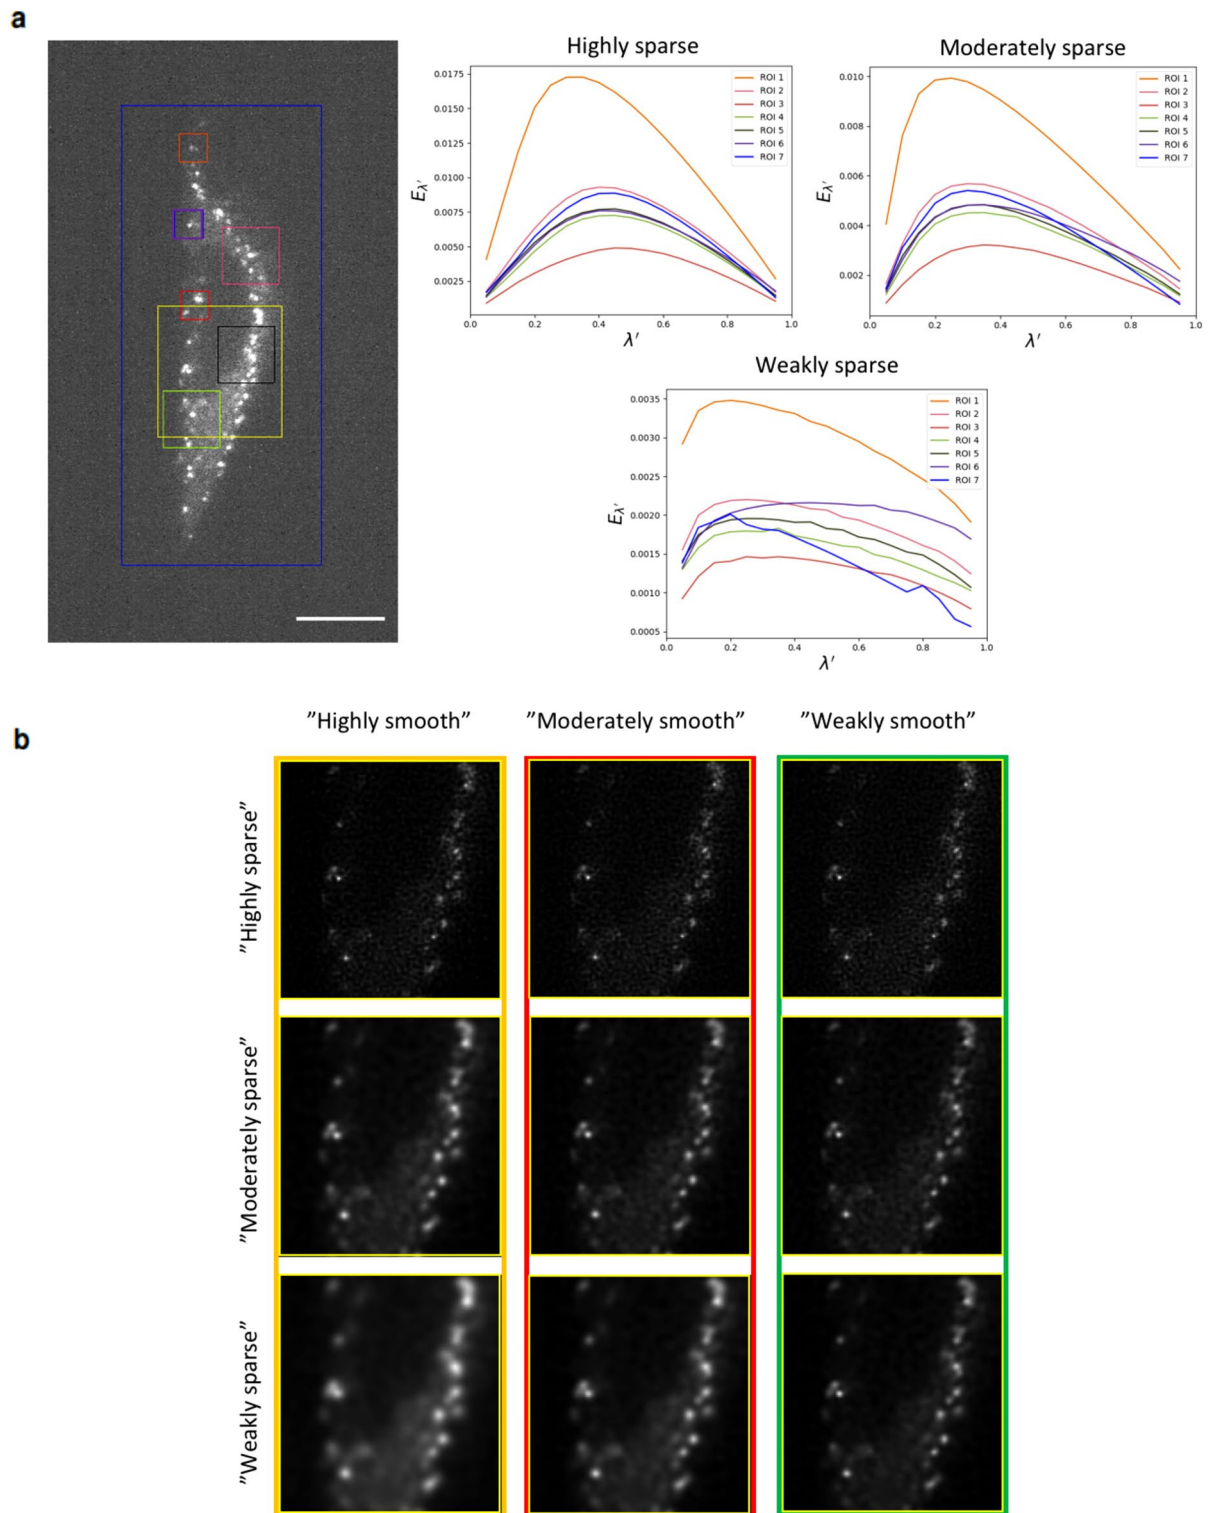 a
Highly sparse
Eλ′
0.0175
0.0150
0.0125
0.0100
0.0075
0.0050
0.0025
ROI 1
ROI 2
ROI 3
ROI 4
ROI 5
ROI 6
ROI 7
0.0 0.2 0.4 0.6 0.8 1.0
λ′
Moderately sparse
Eλ′
0.010
0.008
0.006
0.004
0.002
ROI 1
ROI 2
ROI 3
ROI 4
ROI 5
ROI 6
ROI 7
0.0 0.2 0.4 0.6 0.8 1.0
λ′
Weakly sparse
Eλ′
0.0035
0.0030
0.0025
0.0020
0.0015
0.0010
0.0005
ROI 1
ROI 2
ROI 3
ROI 4
ROI 5
ROI 6
ROI 7
0.0 0.2 0.4 0.6 0.8 1.0
λ′
b
”Highly smooth” ”Moderately smooth” ”Weakly smooth”
”Highly sparse”
”Moderately sparse”
”Weakly sparse”